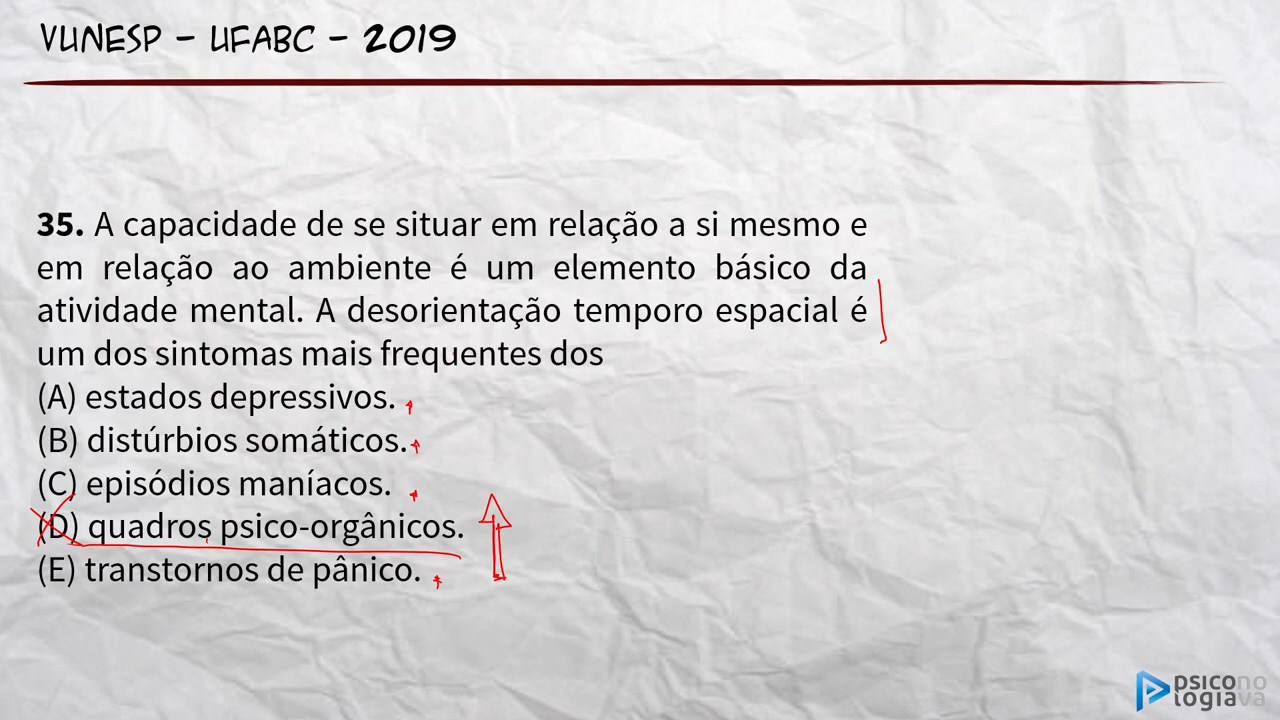 VUNESP - UFABC - 2019
35. A capacidade de se situar em relação a si mesmo e
em relação ao ambiente é um elemento básico da
atividade mental. A desorientação temporo espacial é
um dos sintomas mais frequentes dos
(A) estados depressivos.
(B) distúrbios somáticos.
(C) episódios maníacos.
(D) quadros psico-orgânicos.
(E) transtornos de pânico.
psicono
logiava